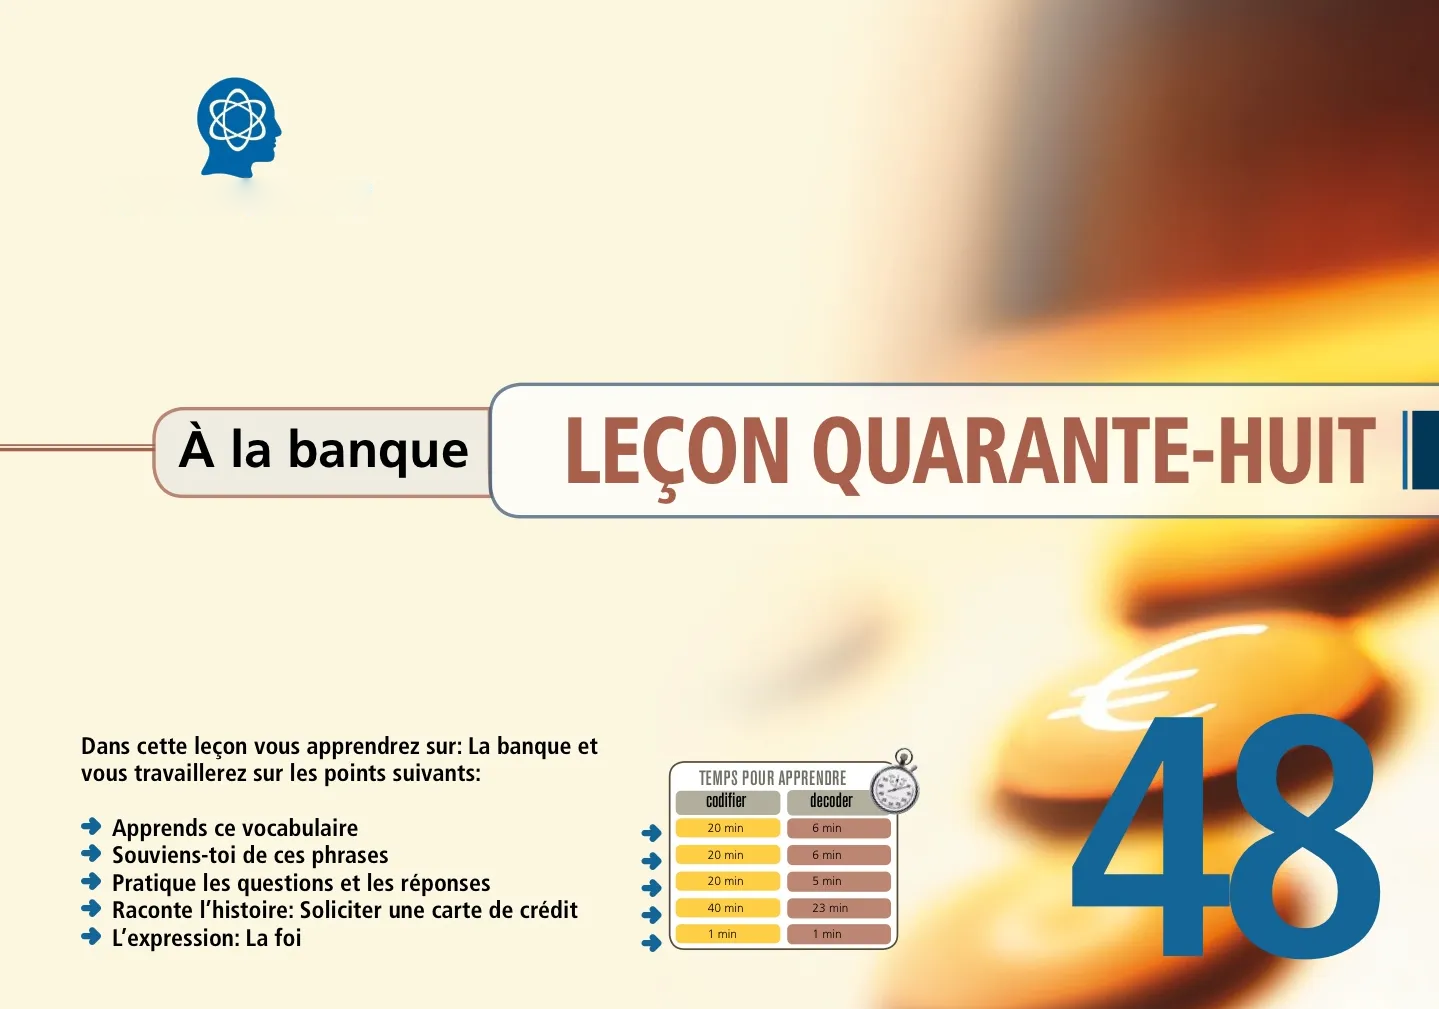 À la banque
LEÇON QUARANTE-HUIT
€
48
Dans cette leçon vous apprendrez sur: La banque et
vous travaillerez sur les points suivants:
Apprends ce vocabulaire
Souviens-toi de ces phrases
Pratique les questions et les réponses
Raconte l’histoire: Soliciter une carte de crédit
L’expression: La foi
TEMPS POUR APPRENDRE
codifier decoder
20 min 6 min
20 min 6 min
20 min 5 min
40 min 23 min
1 min 1 min